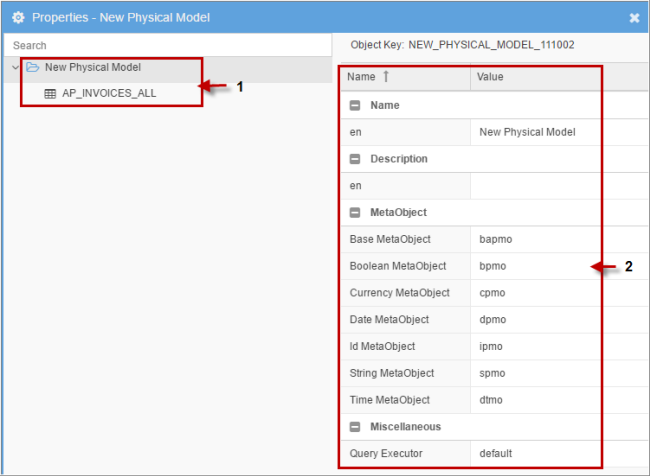 Properties - New Physical Model
Search
New Physical Model
AP_INVOICES_ALL
1
Object Key: NEW_PHYSICAL_MODEL_111002
Name ↑ Value
Name
en New Physical Model
Description
en
MetaObject
Base MetaObject bapmo
Boolean MetaObject bpmo
2
Currency MetaObject cpmo
Date MetaObject dpmo
Id MetaObject ipmo
String MetaObject spmo
Time MetaObject dtmo
Miscellaneous
Query Executor default